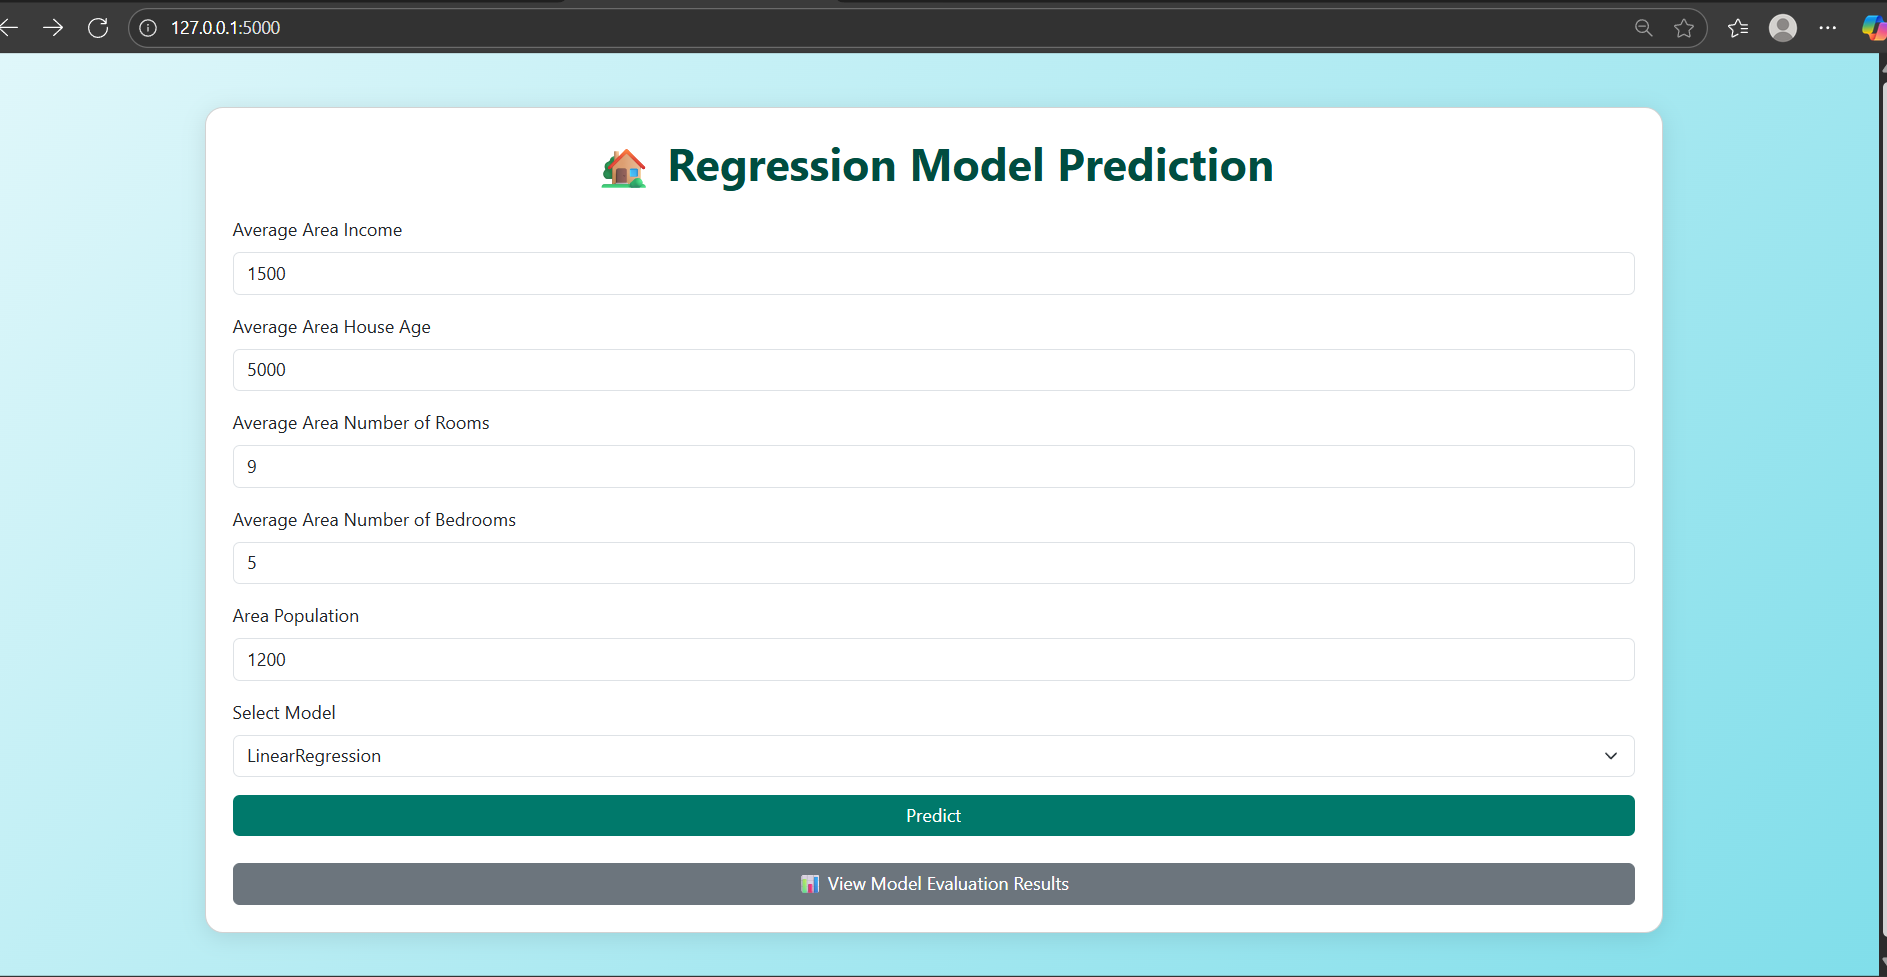 127.0.0.1:5000
Regression Model Prediction
Average Area Income
1500
Average Area House Age
5000
Average Area Number of Rooms
9
Average Area Number of Bedrooms
5
Area Population
1200
Select Model
LinearRegression
Predict
View Model Evaluation Results